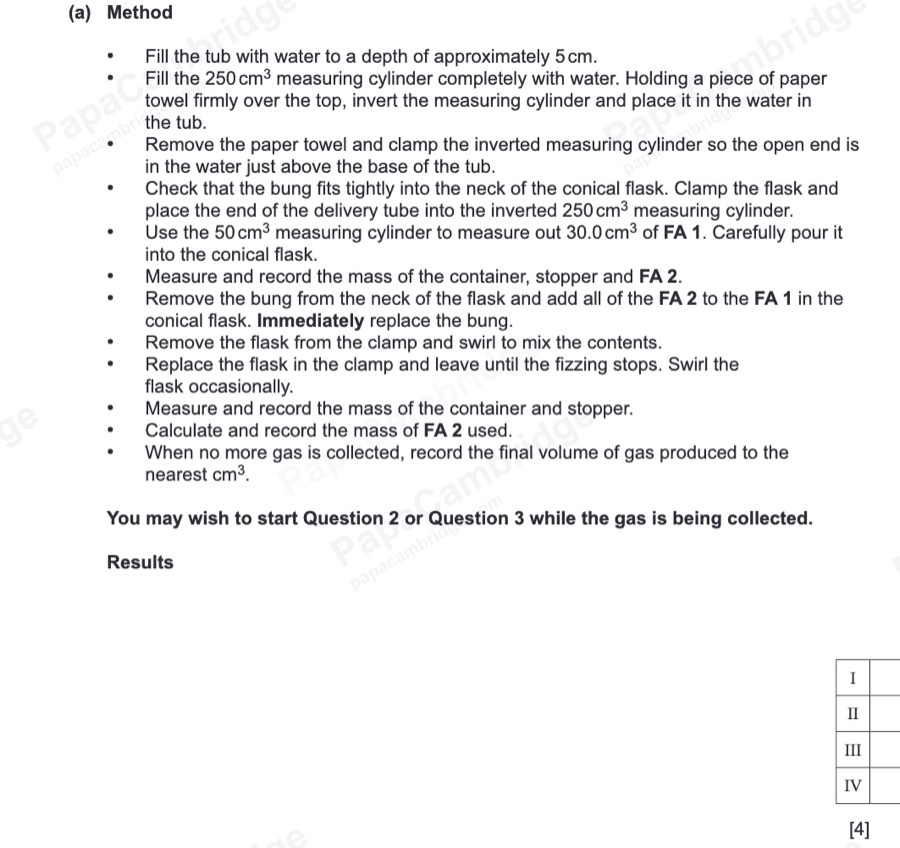 (a) Method
• Fill the tub with water to a depth of approximately 5 cm.
• Fill the 250 cm³ measuring cylinder completely with water. Holding a piece of paper
towel firmly over the top, invert the measuring cylinder and place it in the water in
the tub.
• Remove the paper towel and clamp the inverted measuring cylinder so the open end is
in the water just above the base of the tub.
• Check that the bung fits tightly into the neck of the conical flask. Clamp the flask and
place the end of the delivery tube into the inverted 250 cm³ measuring cylinder.
• Use the 50 cm³ measuring cylinder to measure out 30.0 cm³ of FA 1. Carefully pour it
into the conical flask.
• Measure and record the mass of the container, stopper and FA 2.
• Remove the bung from the neck of the flask and add all of the FA 2 to the FA 1 in the
conical flask. Immediately replace the bung.
• Remove the flask from the clamp and swirl to mix the contents.
• Replace the flask in the clamp and leave until the fizzing stops. Swirl the
flask occasionally.
• Measure and record the mass of the container and stopper.
• Calculate and record the mass of FA 2 used.
• When no more gas is collected, record the final volume of gas produced to the
nearest cm³.
You may wish to start Question 2 or Question 3 while the gas is being collected.
Results
I
II
III
IV
[4]
PapaCambridge
papacambridge.com